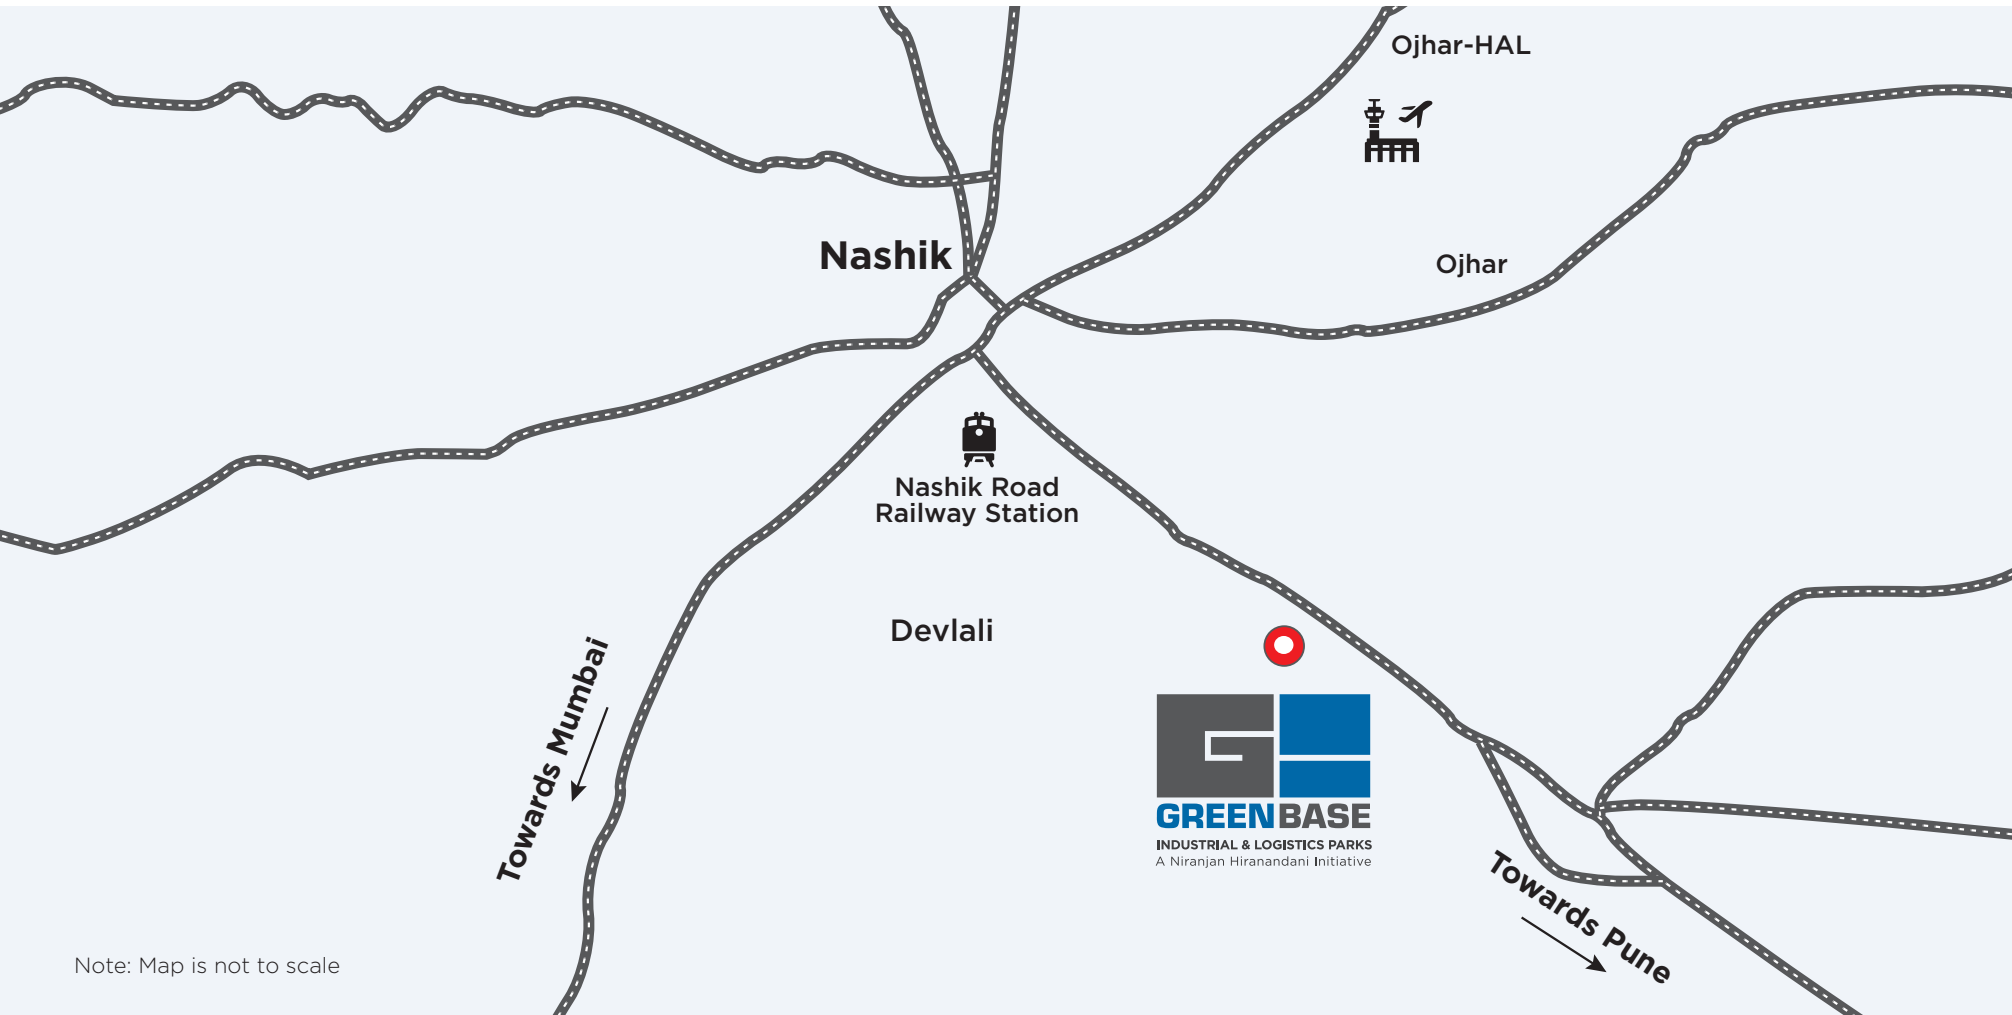 Ojhar-HAL
Nashik
Ojhar
Nashik Road
Railway Station
Devlali
Towards Mumbai
GREENBASE
INDUSTRIAL & LOGISTICS PARKS
A Niranjan Hiranandani Initiative
Towards Pune
Note: Map is not to scale